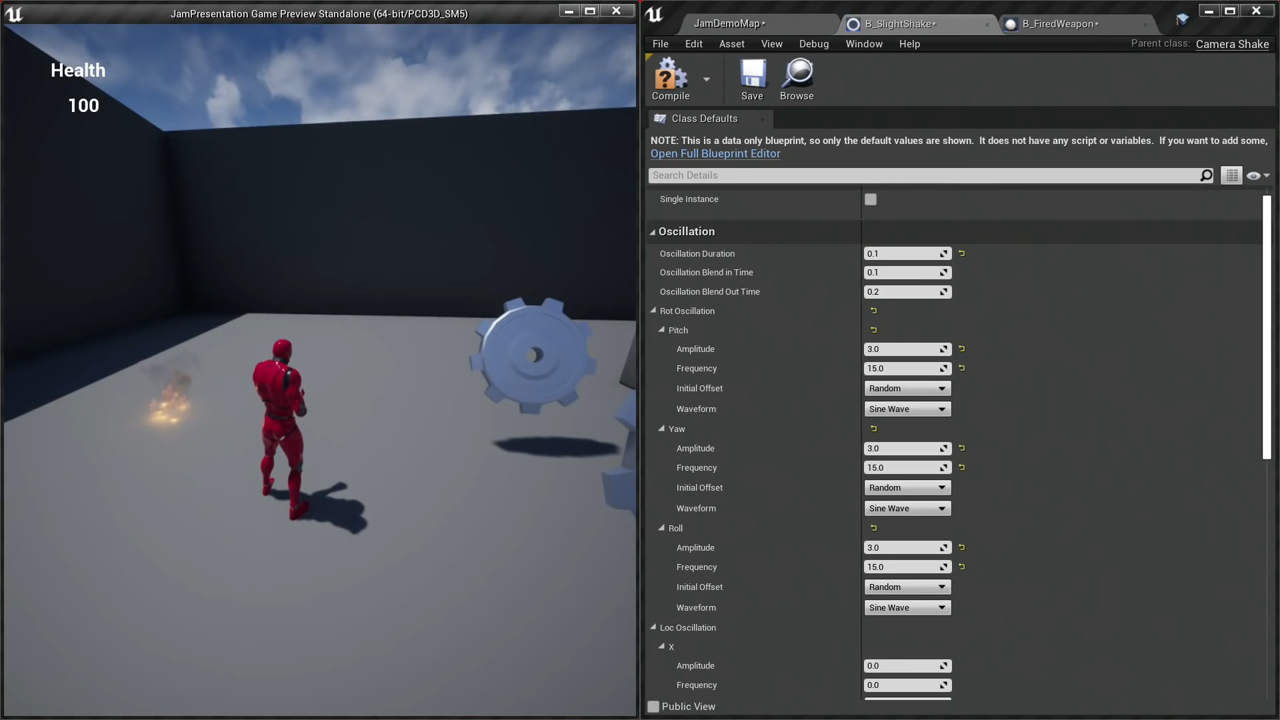 JamPresentation Game Preview Standalone (64-bit/PCD3D_SM5)
Health
100
JamDemoMap*
B_SlightShake*
B_FiredWeapon*
File Edit Asset View Debug Window Help
Parent class: Camera Shake
Compile Save Browse
Class Defaults
NOTE: This is a data only blueprint, so only the default values are shown. It does not have any script or variables. If you want to add some,
Open Full Blueprint Editor
Search Details
Single Instance
Oscillation
Oscillation Duration 0.1
Oscillation Blend in Time 0.1
Oscillation Blend Out Time 0.2
Rot Oscillation
Pitch
Amplitude 3.0
Frequency 15.0
Initial Offset Random
Waveform Sine Wave
Yaw
Amplitude 3.0
Frequency 15.0
Initial Offset Random
Waveform Sine Wave
Roll
Amplitude 3.0
Frequency 15.0
Initial Offset Random
Waveform Sine Wave
Loc Oscillation
X
Amplitude 0.0
Frequency 0.0
Public View